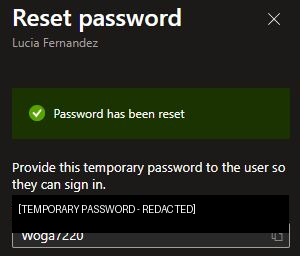 Reset password
Lucia Fernandez
Password has been reset
Provide this temporary password to the user so
they can sign in.
[TEMPORARY PASSWORD - REDACTED]
Woga7220